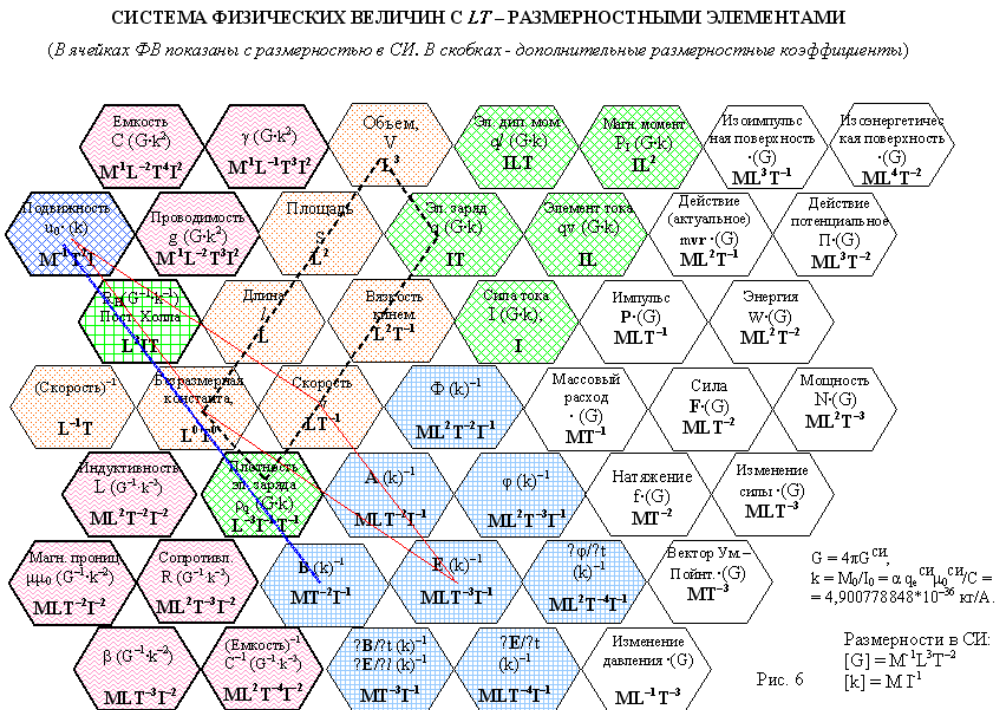 СИСТЕМА ФИЗИЧЕСКИХ ВЕЛИЧИН С LT – РАЗМЕРНОСТНЫМИ ЭЛЕМЕНТАМИ
(В ячейках ФВ показаны с размерностью в СИ. В скобках - дополнительные размерностные коэффициенты)
Емкость
C (G·k²)
M⁻¹L⁻²T⁴I²
γ (G·k²)
M⁻¹L⁻¹T³I²
Объем,
V
L³
Эл. дип. мом.
ql (G·k)
ILT
Магн. момент
P_I (G·k)
IL²
Из оимпульс
ная поверхность
·(G)
ML³T⁻¹
Из оэнергетичес
кая поверхность
·(G)
ML⁴T⁻²
Подвижность
u₀· (k)
M⁻¹T²I
Проводимость
g (G·k²)
M⁻¹L⁻²T³I²
Площадь
S
L²
Эл. заряд
q (G·k)
IT
Элемент тока
qv (G·k)
IL
Действие
(актуальное)
mvr ·(G)
ML²T⁻¹
Действие
потенциальное
П·(G)
ML³T⁻²
(G⁻¹·k⁻¹)
Пост. Холла
Длина
l
L
Вязкость
кинем.
L²T⁻¹
Сила тока
I (G·k),
I
Импульс
P·(G)
MLT⁻¹
Энергия
W·(G)
ML²T⁻²
(Скорость)⁻¹
L⁻¹T
Безразмерная
константа,
L⁰T⁰
Скорость
v
LT⁻¹
Φ (k)⁻¹
ML²T⁻²I⁻¹
Массовый
расход
· (G)
MT⁻¹
Сила
F·(G)
MLT⁻²
Мощность
N·(G)
ML²T⁻³
Индуктивность
L (G⁻¹·k⁻³)
ML²T⁻²I⁻²
Плотность
эл. заряда
ρq (G·k)
L⁻³I⁻¹T⁻¹
A (k)⁻¹
MLT⁻²I⁻¹
φ (k)⁻¹
ML²T⁻³I⁻¹
Натяжение
f·(G)
MT⁻²
Изменение
силы ·(G)
MLT⁻³
Магн. прониц.
μμ₀ (G⁻¹·k⁻²)
MLT⁻²I⁻²
Сопротивл.
R (G⁻¹·k⁻³)
ML²T⁻³I⁻²
B (k)⁻¹
MT⁻²I⁻¹
E (k)⁻¹
MLT⁻³I⁻¹
?φ/?t
(k)⁻¹
ML²T⁻⁴I⁻¹
Вектор Ум.–
Пойнт. ·(G)
MT⁻³
G = 4πG^СИ,
k = M₀/I₀ = α qₑ^СИ μ₀^СИ/C =
= 4,900778848*10⁻³⁶ кг/А.
β (G⁻¹·k⁻²)
MLT⁻³I⁻²
(Емкость)⁻¹
C⁻¹ (G⁻¹·k⁻³)
ML²T⁻⁴I⁻²
?B/?t (k)⁻¹
?E/?l (k)⁻¹
MT⁻³I⁻¹
?E/?t
(k)⁻¹
MLT⁻⁴I⁻¹
Изменение
давления ·(G)
ML⁻¹T⁻³
Рис. 6
Размерности в СИ:
[G] = M⁻¹L³T⁻²
[k] = M I⁻¹